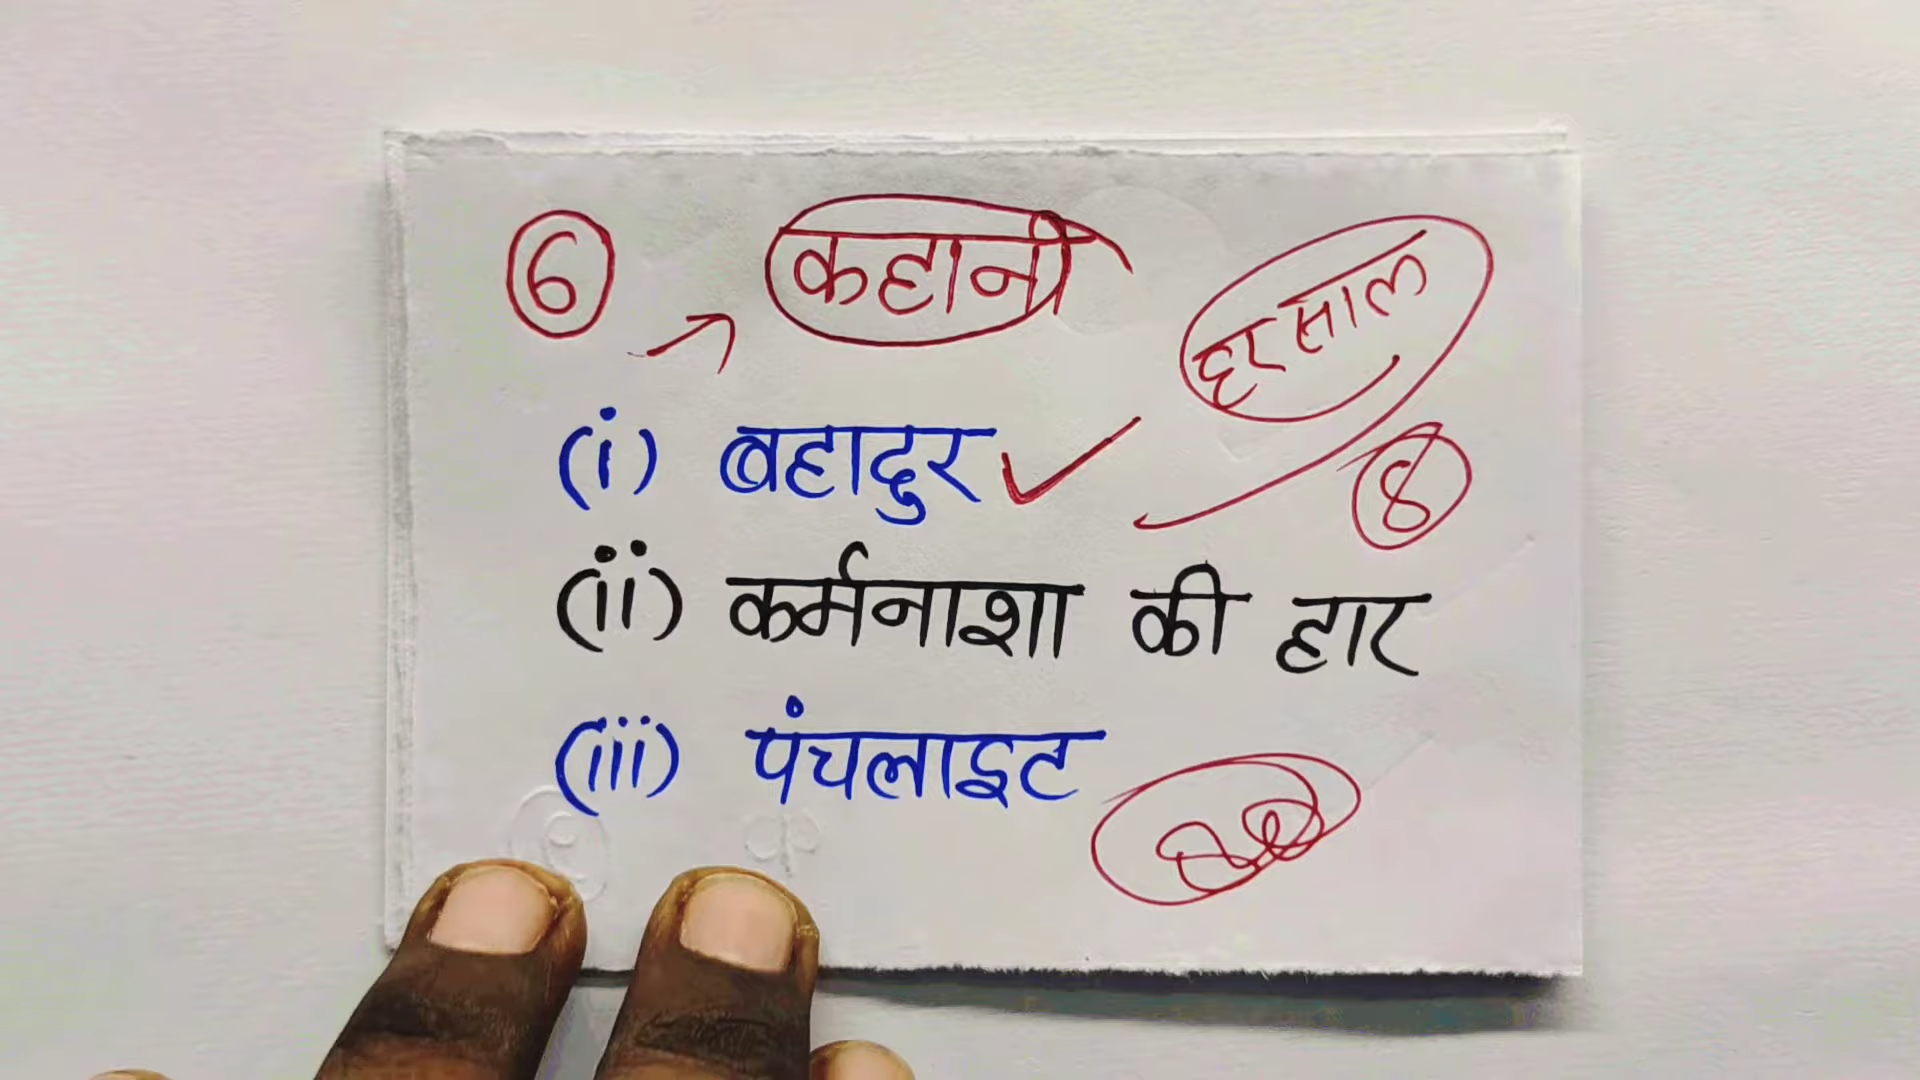 6 कहानी
हर साल
(i) बहादुर
8
(ii) कर्मनाशा की हार
(iii) पंचलाइट